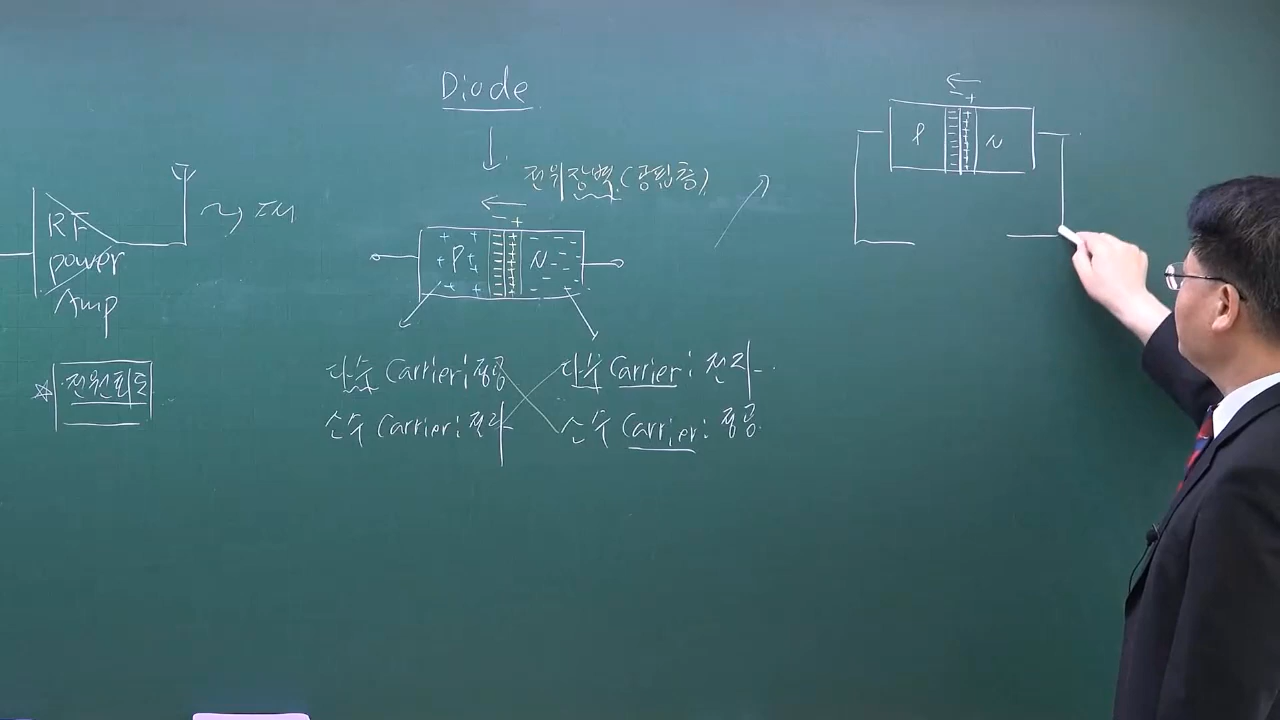 Diode
전위장벽(공핍층)
- +
P N
다수 Carrier: 정공
소수 Carrier: 전자
다수 Carrier: 전자
소수 Carrier: 정공
RF
power
Amp
전원회로
- +
P N